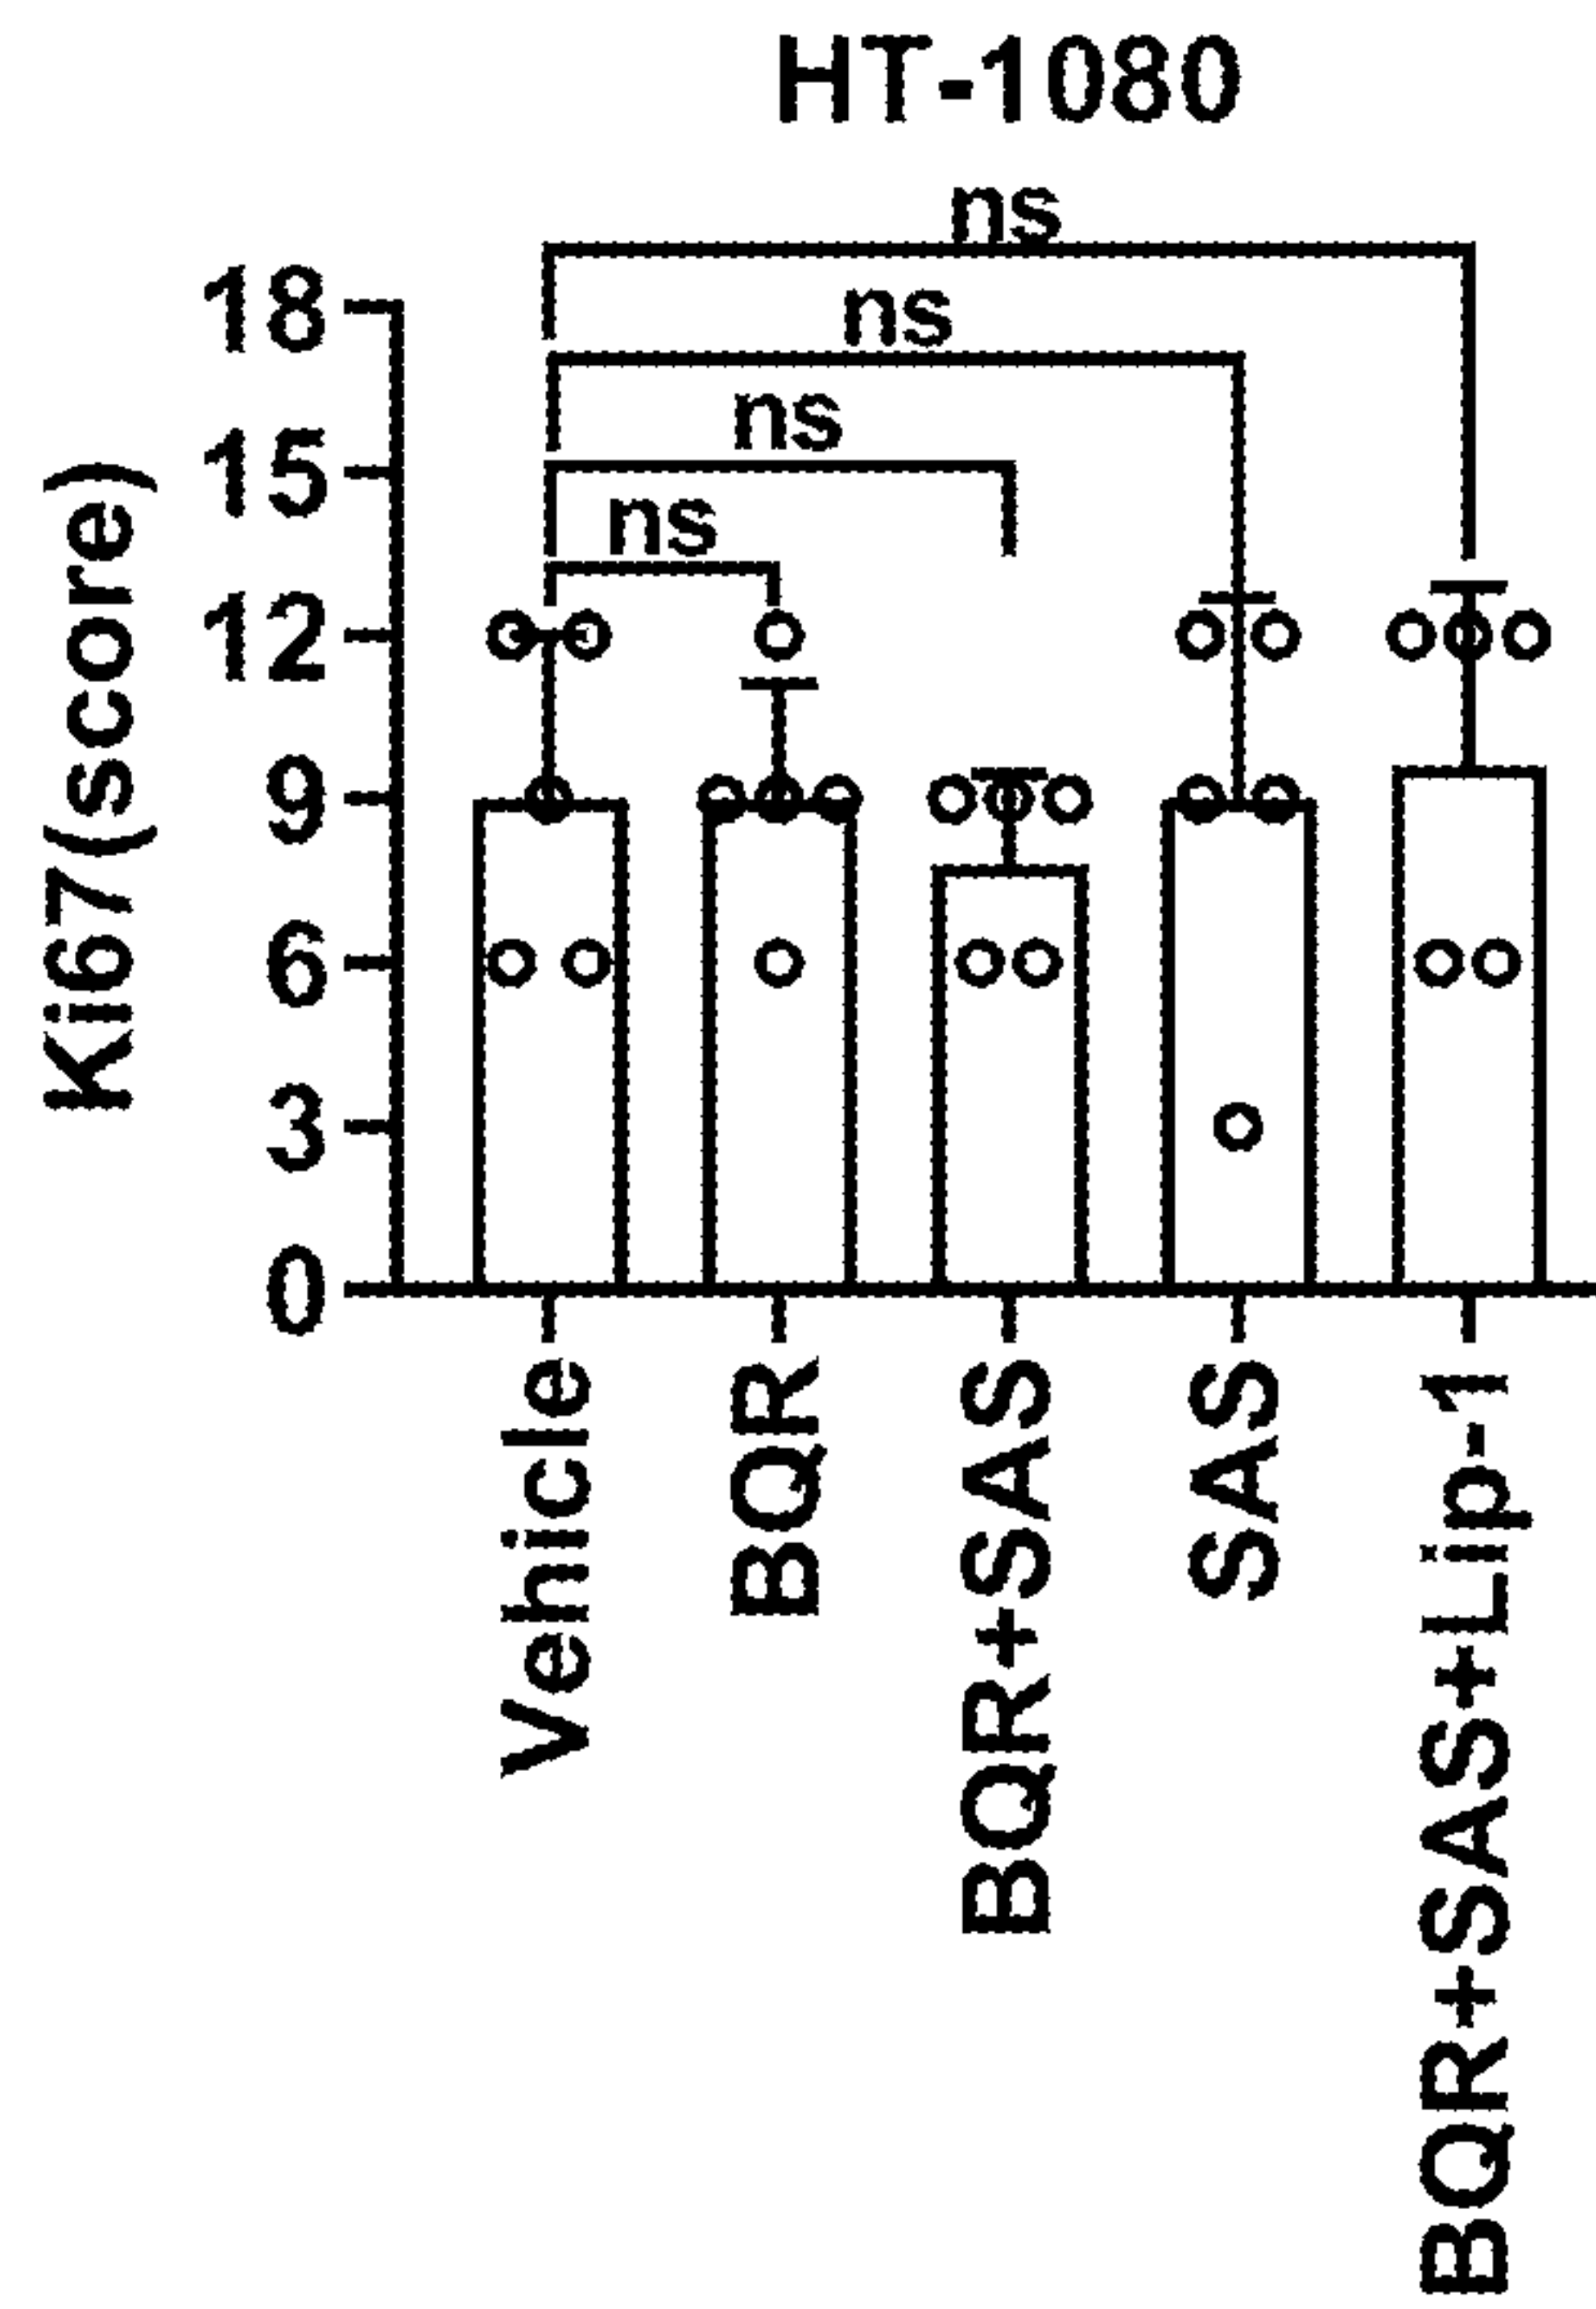 HT-1080
ns
ns
ns
ns
Ki67(score)
18
15
12
9
6
3
0
Vehicle
BQR
BQR+SAS
SAS
BQR+SAS+Lip-1